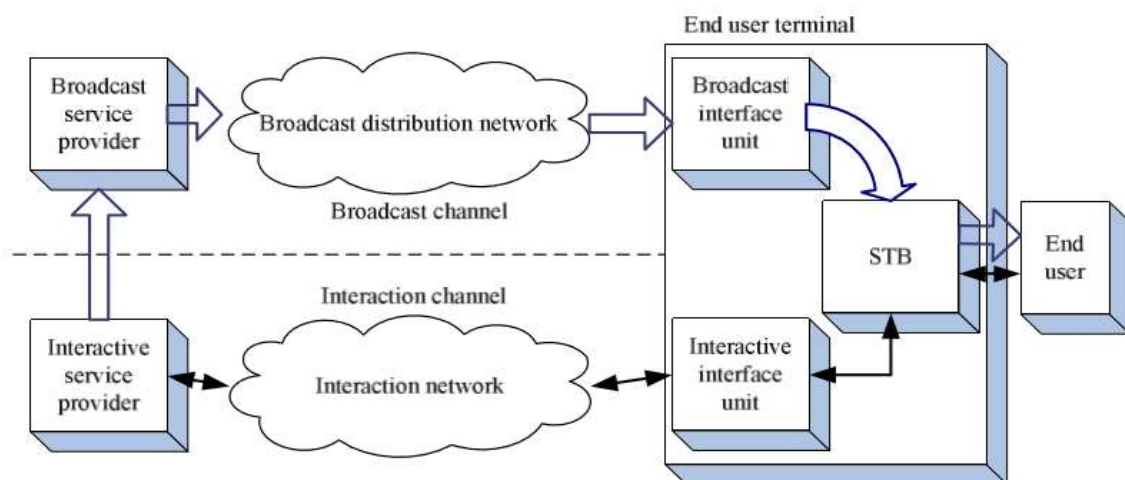 End user terminal
Broadcast
service
provider
Broadcast distribution network
Broadcast
interface
unit
Broadcast channel
STB
End
user
Interaction channel
Interactive
service
provider
Interaction network
Interactive
interface
unit